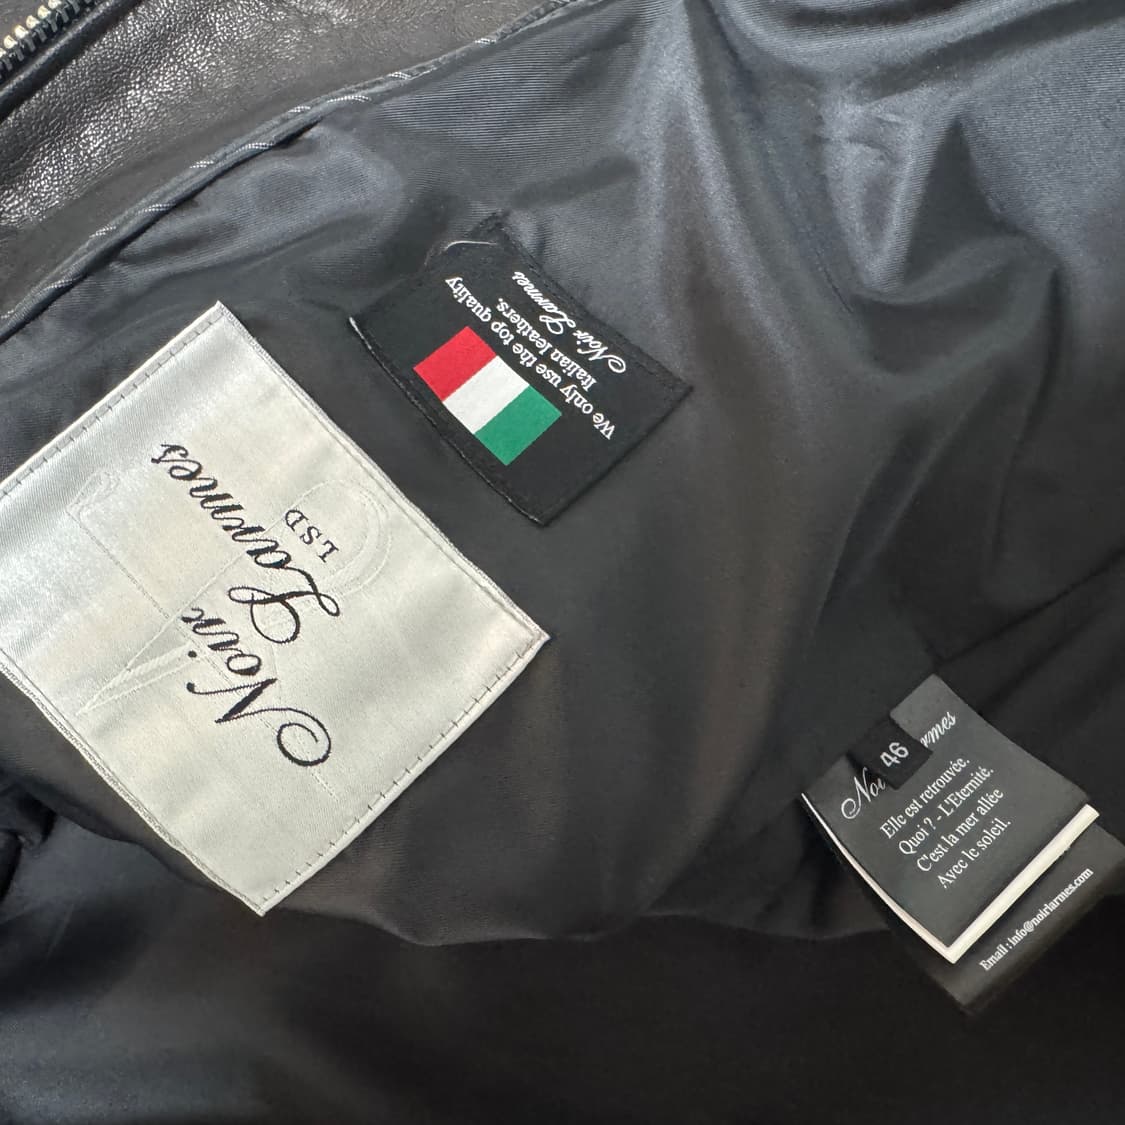 Noir
Larmes
LSD
We only use the top quality
Italian leathers.
Noir Larmes
46
Elle est retrouvée.
Quoi ? - L'Eternité.
C'est la mer allée
Avec le soleil.
Email : info@noirlarmes.com